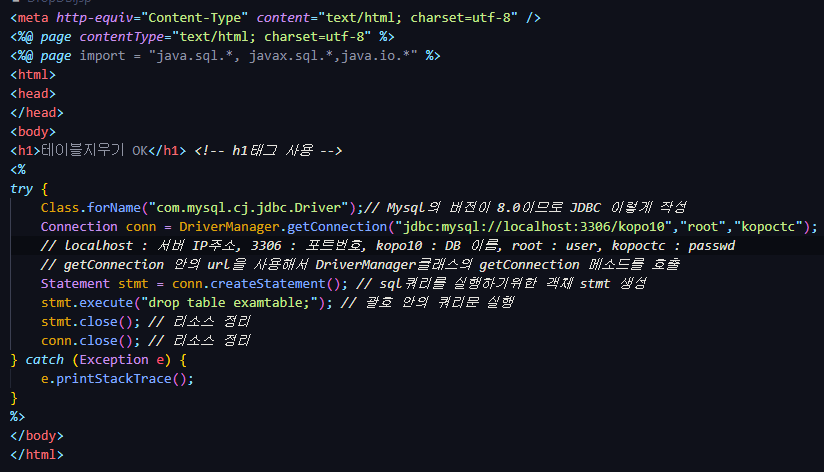 <meta http-equiv="Content-Type" content="text/html; charset=utf-8" />
<%@ page contentType="text/html; charset=utf-8" %>
<%@ page import = "java.sql.*, javax.sql.*,java.io.*" %>
<html>
<head>
</head>
<body>
<h1>테이블지우기 OK</h1> <!-- h1태그 사용 -->
<%
try {
    Class.forName("com.mysql.cj.jdbc.Driver");// Mysql의 버전이 8.0이므로 JDBC 이렇게 작성
    Connection conn = DriverManager.getConnection("jdbc:mysql://localhost:3306/kopo10","root","kopoctc");
    // localhost : 서버 IP주소, 3306 : 포트번호, kopo10 : DB 이름, root : user, kopoctc : passwd
    // getConnection 안의 url을 사용해서 DriverManager클래스의 getConnection 메소드를 호출
    Statement stmt = conn.createStatement(); // sql쿼리를 실행하기위한 객체 stmt 생성
    stmt.execute("drop table examtable;"); // 괄호 안의 쿼리문 실행
    stmt.close(); // 리소스 정리
    conn.close(); // 리소스 정리
} catch (Exception e) {
    e.printStackTrace();
}
%>
</body>
</html>